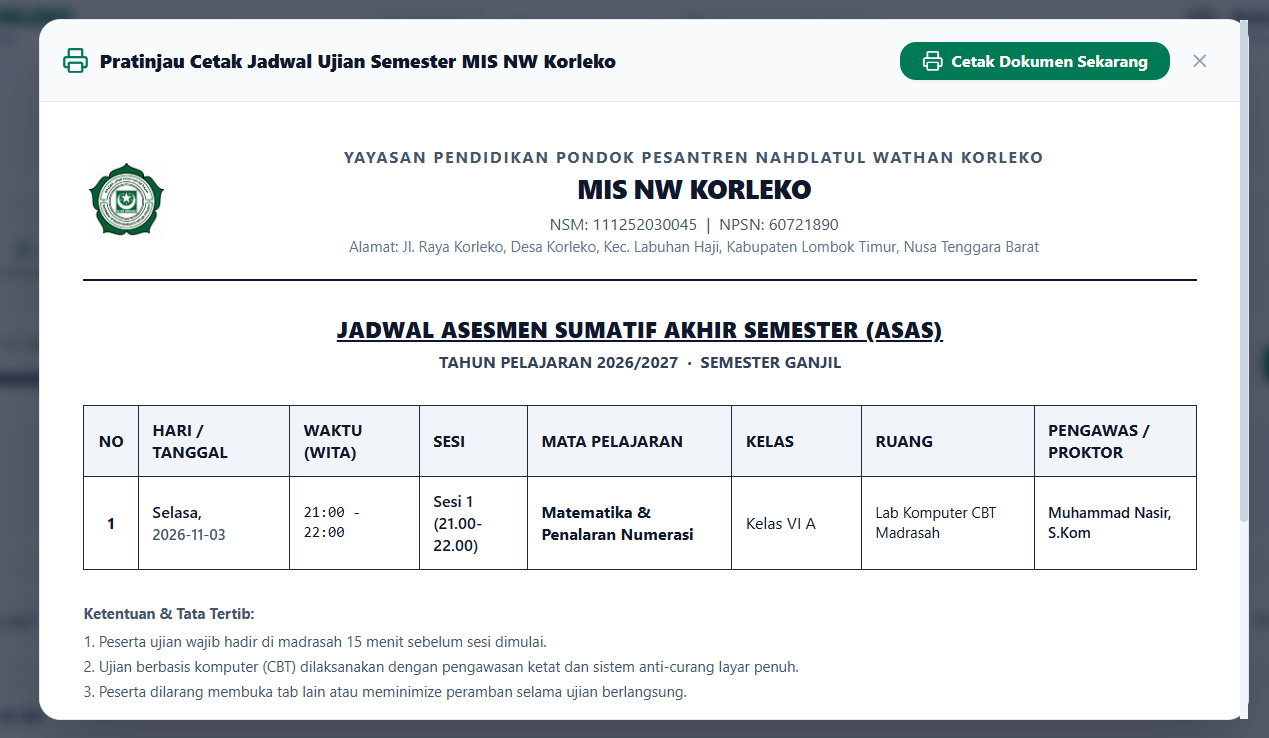 Pratinjau Cetak Jadwal Ujian Semester MIS NW Korleko
Cetak Dokumen Sekarang
YAYASAN PENDIDIKAN PONDOK PESANTREN NAHDLATUL WATHAN KORLEKO
MIS NW KORLEKO
NSM: 111252030045 | NPSN: 60721890
Alamat: Jl. Raya Korleko, Desa Korleko, Kec. Labuhan Haji, Kabupaten Lombok Timur, Nusa Tenggara Barat
JADWAL ASESMEN SUMATIF AKHIR SEMESTER (ASAS)
TAHUN PELAJARAN 2026/2027 · SEMESTER GANJIL
NO
HARI /
TANGGAL
WAKTU
(WITA)
SESI
MATA PELAJARAN
KELAS
RUANG
PENGAWAS /
PROKTOR
1
Selasa,
2026-11-03
21:00 -
22:00
Sesi 1
(21.00-
22.00)
Matematika &
Penalaran Numerasi
Kelas VI A
Lab Komputer CBT
Madrasah
Muhammad Nasir,
S.Kom
Ketentuan & Tata Tertib:
1. Peserta ujian wajib hadir di madrasah 15 menit sebelum sesi dimulai.
2. Ujian berbasis komputer (CBT) dilaksanakan dengan pengawasan ketat dan sistem anti-curang layar penuh.
3. Peserta dilarang membuka tab lain atau meminimize peramban selama ujian berlangsung.